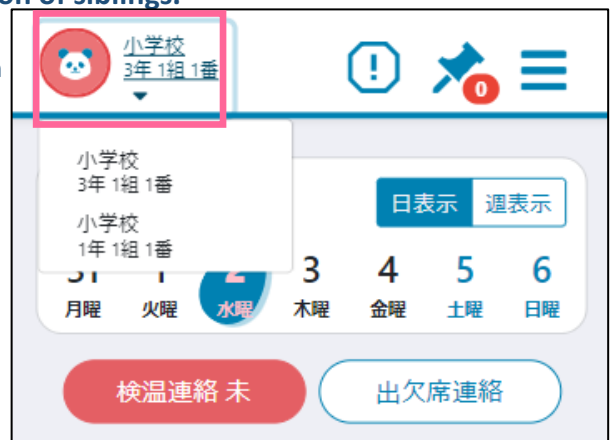 on of siblings.
小学校
3年 1組 1番
0
小学校
3年 1組 1番
小学校
1年 1組 1番
日表示 週表示
31 1 2 3 4 5 6
月曜 火曜 水曜 木曜 金曜 土曜 日曜
検温連絡 未 出欠席連絡